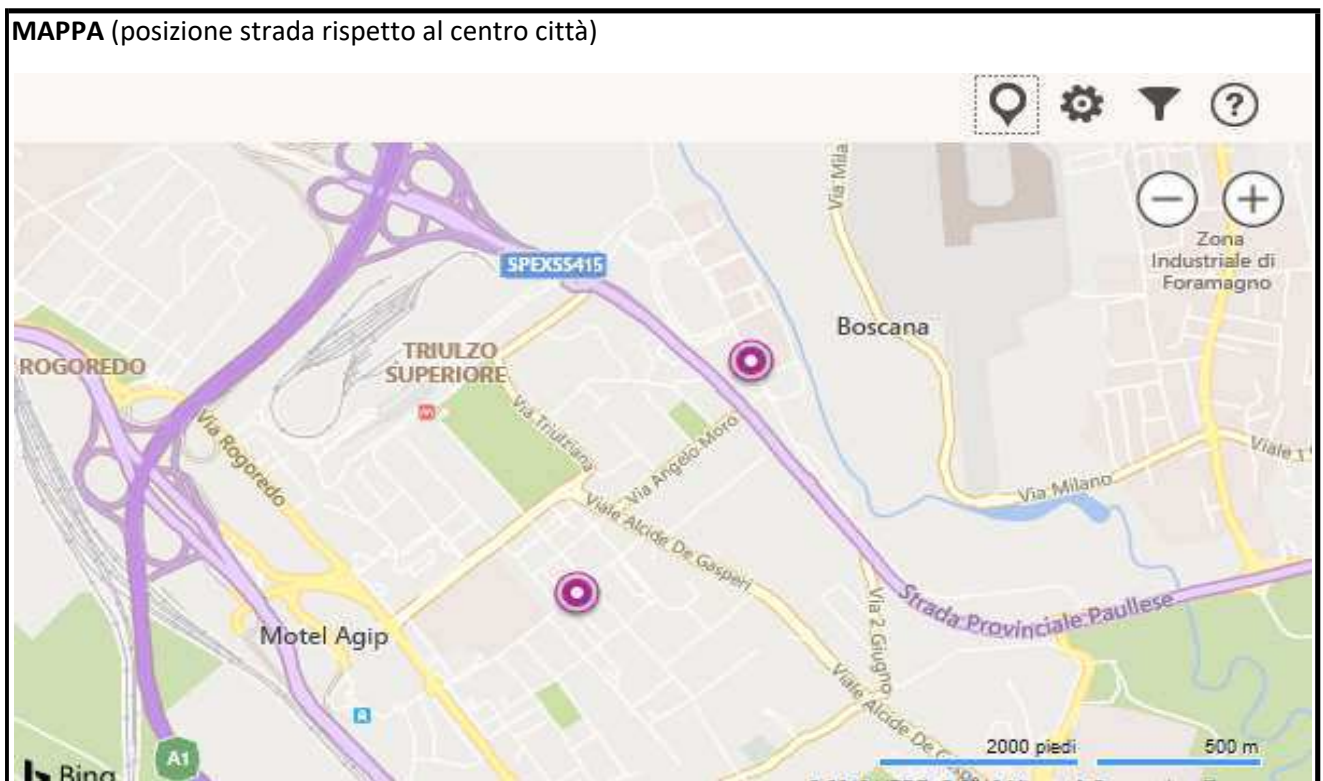 MAPPA (posizione strada rispetto al centro città)
?
Via Mila
Zona
Industriale di
Foramagno
SPEXSS415
Boscana
TRIULZO
SUPERIORE
ROGOREDO
Via Rogoredo
Via Triulziana
Via Angelo Moro
Viale 1°
Via Milano
Viale Alcide De Gasperi
Strada Provinciale Paullese
Via 2 Giugno
Motel Agip
Viale Alcide De
2000 piedi
500 m
A1
Bing